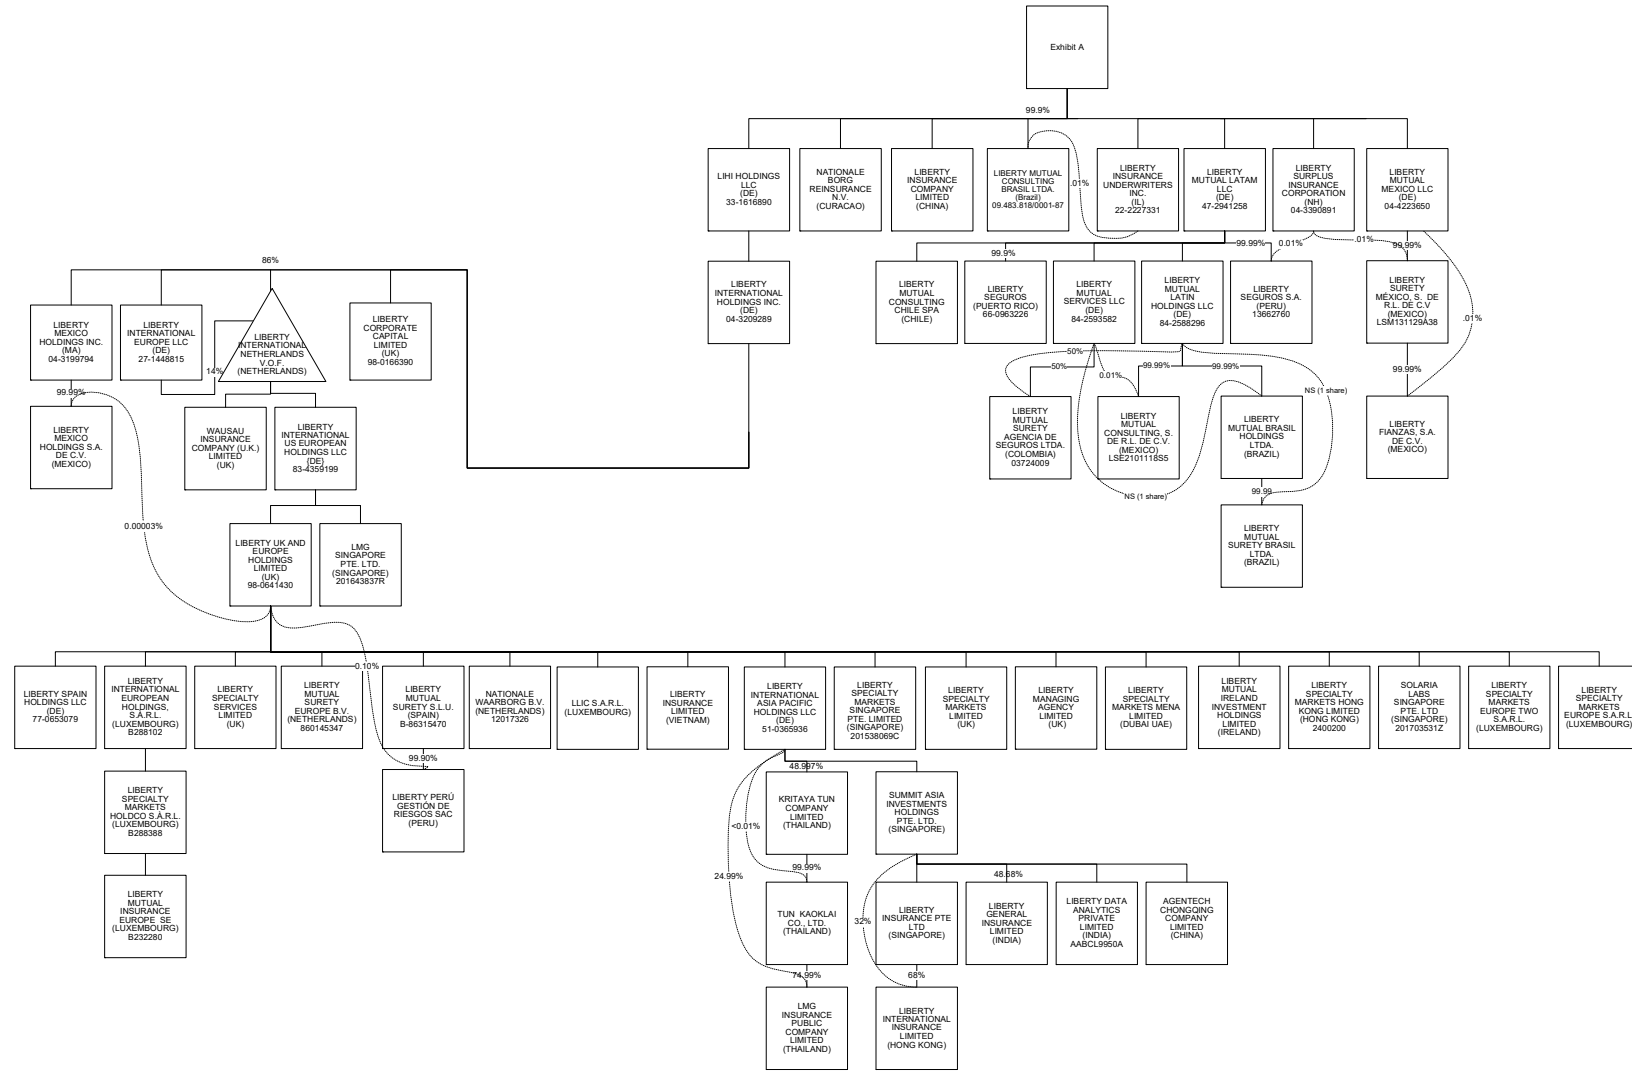 Exhibit A
99.9%
LIHI HOLDINGS
LLC
(DE)
33-1616890
NATIONALE
BORG
REINSURANCE
N.V.
(CURACAO)
LIBERTY
INSURANCE
COMPANY
LIMITED
(CHINA)
LIBERTY MUTUAL
CONSULTING
BRASIL LTDA.
(Brazil)
09.483.818/0001-87
.01%
LIBERTY
INSURANCE
UNDERWRITERS
INC.
(IL)
22-2227331
LIBERTY
MUTUAL LATAM
LLC
(DE)
47-2941258
LIBERTY
SURPLUS
INSURANCE
CORPORATION
(NH)
04-3390891
LIBERTY
MUTUAL
MEXICO LLC
(DE)
04-4223650
99.9%
99.99%
0.01%
.01%
99.99%
LIBERTY
INTERNATIONAL
HOLDINGS INC.
(DE)
04-3209289
LIBERTY
MUTUAL
CONSULTING
CHILE SPA
(CHILE)
LIBERTY
SEGUROS
(PUERTO RICO)
66-0963226
LIBERTY
MUTUAL
SERVICES LLC
(DE)
84-2593582
LIBERTY
MUTUAL
LATIN
HOLDINGS LLC
(DE)
84-2588296
LIBERTY
SEGUROS S.A.
(PERU)
13662760
LIBERTY
SURETY
MÉXICO, S. DE
R.L. DE C.V
(MEXICO)
LSM131129A38
.01%
50%
50%
0.01%
99.99%
99.99%
NS (1 share)
99.99%
LIBERTY
MUTUAL
SURETY
AGENCIA DE
SEGUROS LTDA.
(COLOMBIA)
03724009
LIBERTY
MUTUAL
CONSULTING, S.
DE R.L. DE C.V.
(MEXICO)
LSE2101118S5
LIBERTY
MUTUAL BRASIL
HOLDINGS
LTDA.
(BRAZIL)
LIBERTY
FIANZAS, S.A.
DE C.V.
(MEXICO)
NS (1 share)
99.99
LIBERTY
MUTUAL
SURETY BRASIL
LTDA.
(BRAZIL)
86%
LIBERTY
MEXICO
HOLDINGS INC.
(MA)
04-3199794
LIBERTY
INTERNATIONAL
EUROPE LLC
(DE)
27-1448815
14%
LIBERTY
INTERNATIONAL
NETHERLANDS
V.O.F.
(NETHERLANDS)
LIBERTY
CORPORATE
CAPITAL
LIMITED
(UK)
98-0166390
99.99%
LIBERTY
MEXICO
HOLDINGS S.A.
DE C.V.
(MEXICO)
WAUSAU
INSURANCE
COMPANY (U.K.)
LIMITED
(UK)
LIBERTY
INTERNATIONAL
US EUROPEAN
HOLDINGS LLC
(DE)
83-4359199
0.00003%
LIBERTY UK AND
EUROPE
HOLDINGS
LIMITED
(UK)
98-0641430
LMG
SINGAPORE
PTE. LTD.
(SINGAPORE)
201643837R
0.10%
LIBERTY SPAIN
HOLDINGS LLC
(DE)
77-0653079
LIBERTY
INTERNATIONAL
EUROPEAN
HOLDINGS,
S.À.R.L.
(LUXEMBOURG)
B288102
LIBERTY
SPECIALTY
SERVICES
LIMITED
(UK)
LIBERTY
MUTUAL
SURETY
EUROPE B.V.
(NETHERLANDS)
860145347
LIBERTY
MUTUAL
SURETY S.L.U.
(SPAIN)
B-86315470
NATIONALE
WAARBORG B.V.
(NETHERLANDS)
12017326
LLIC S.A.R.L.
(LUXEMBOURG)
LIBERTY
INSURANCE
LIMITED
(VIETNAM)
LIBERTY
INTERNATIONAL
ASIA PACIFIC
HOLDINGS LLC
(DE)
51-0365936
LIBERTY
SPECIALTY
MARKETS
SINGAPORE
PTE. LIMITED
(SINGAPORE)
201538069C
LIBERTY
SPECIALTY
MARKETS
LIMITED
(UK)
LIBERTY
MANAGING
AGENCY
LIMITED
(UK)
LIBERTY
SPECIALTY
MARKETS MENA
LIMITED
(DUBAI UAE)
LIBERTY
MUTUAL
IRELAND
INVESTMENT
HOLDINGS
LIMITED
(IRELAND)
LIBERTY
SPECIALTY
MARKETS HONG
KONG LIMITED
(HONG KONG)
2400200
SOLARIA
LABS
SINGAPORE
PTE. LTD
(SINGAPORE)
201703531Z
LIBERTY
SPECIALTY
MARKETS
EUROPE TWO
S.A.R.L.
(LUXEMBOURG)
LIBERTY
SPECIALTY
MARKETS
EUROPE S.A.R.L.
(LUXEMBOURG)
99.90%
48.997%
LIBERTY
SPECIALTY
MARKETS
HOLDCO S.À.R.L.
(LUXEMBOURG)
B288388
LIBERTY PERÚ
GESTIÓN DE
RIESGOS SAC
(PERU)
KRITAYA TUN
COMPANY
LIMITED
(THAILAND)
SUMMIT ASIA
INVESTMENTS
HOLDINGS
PTE. LTD.
(SINGAPORE)
<0.01%
24.99%
99.99%
48.68%
LIBERTY
MUTUAL
INSURANCE
EUROPE SE
(LUXEMBOURG)
B232280
TUN KAOKLAI
CO., LTD.
(THAILAND)
32%
LIBERTY
INSURANCE PTE
LTD
(SINGAPORE)
LIBERTY
GENERAL
INSURANCE
LIMITED
(INDIA)
LIBERTY DATA
ANALYTICS
PRIVATE
LIMITED
(INDIA)
AABCL9950A
AGENTECH
CHONGQING
COMPANY
LIMITED
(CHINA)
74.99%
68%
LMG
INSURANCE
PUBLIC
COMPANY
LIMITED
(THAILAND)
LIBERTY
INTERNATIONAL
INSURANCE
LIMITED
(HONG KONG)